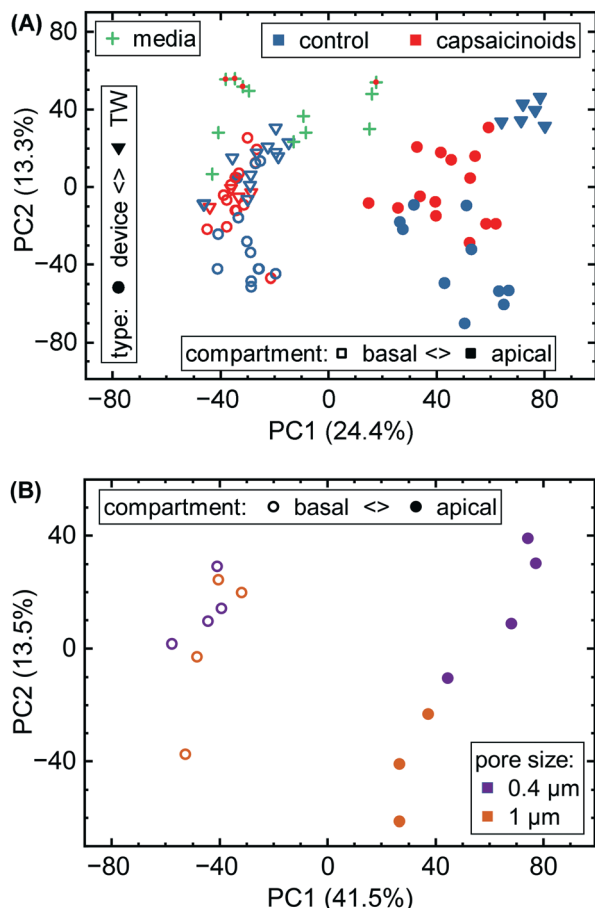 (A)
media
control capsaicinoids
type: device <> TW
compartment: basal <> apical
80
40
0
−40
−80
PC2 (13.3%)
−80 −40 0 40 80
PC1 (24.4%)
(B)
compartment: basal <> apical
40
0
−40
PC2 (13.5%)
pore size:
0.4 µm
1 µm
−80 −40 0 40 80
PC1 (41.5%)